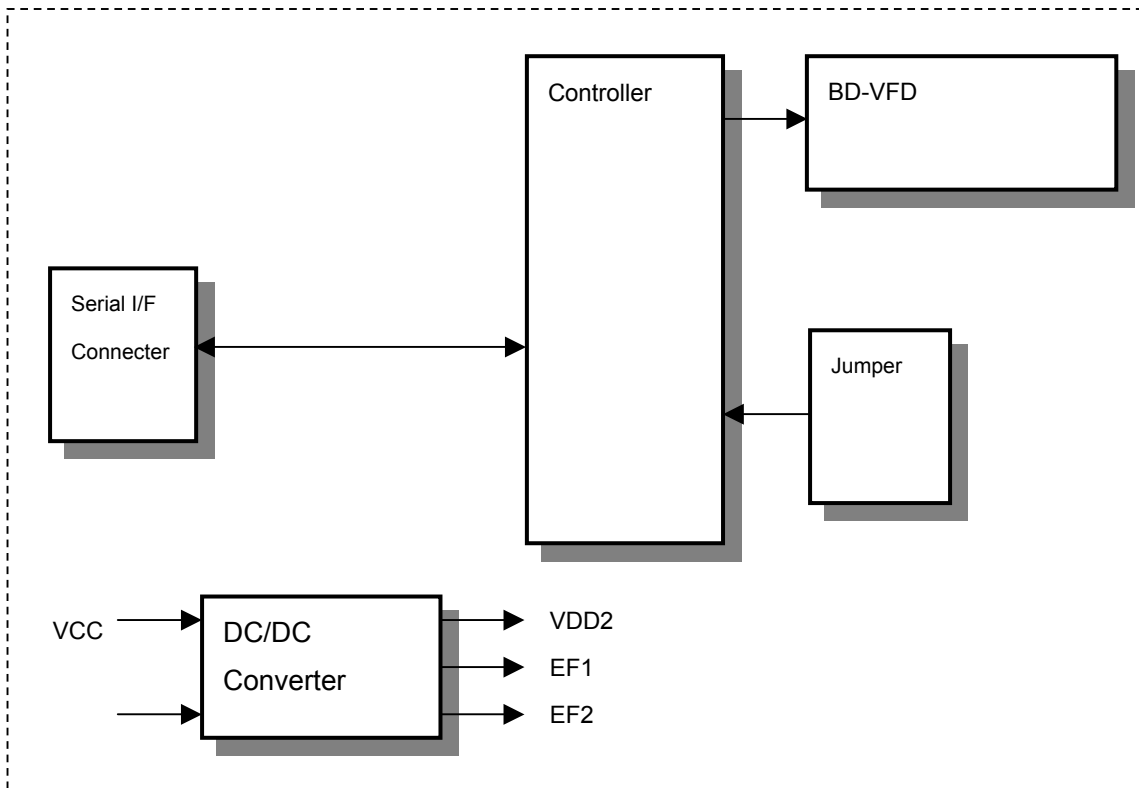 Controller
BD-VFD
Serial I/F
Connecter
Jumper
VCC
DC/DC
Converter
VDD2
EF1
EF2